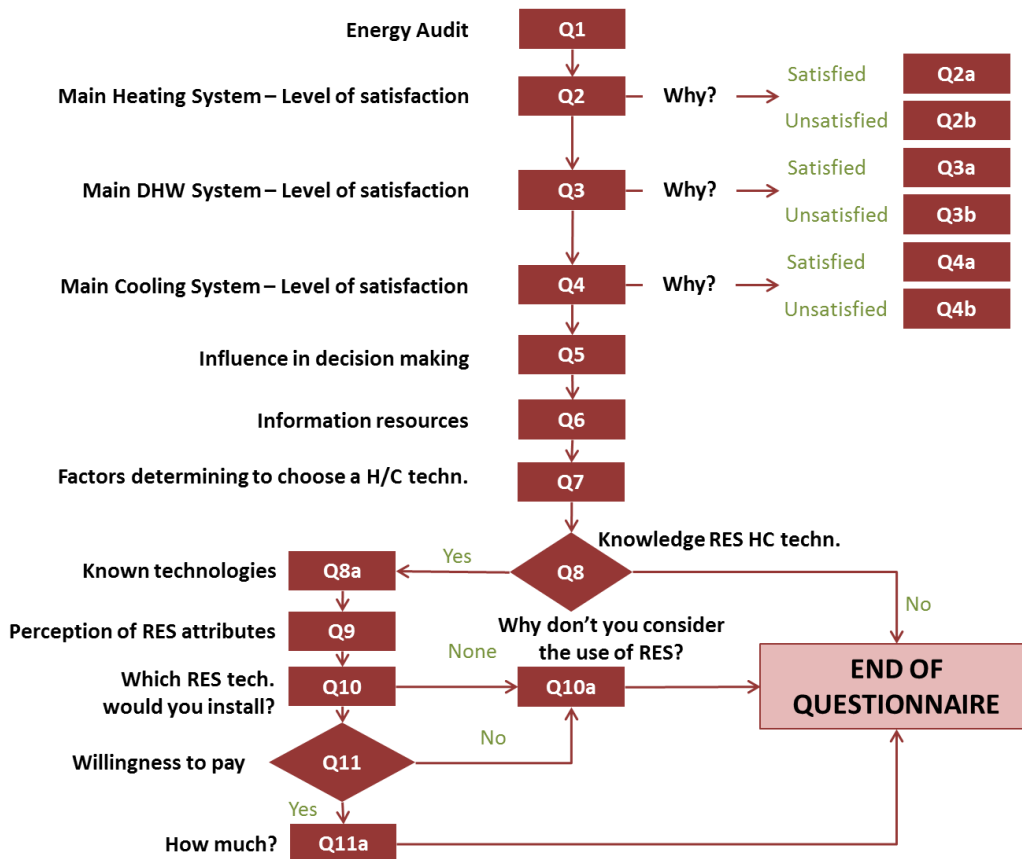 Energy Audit
Q1
Main Heating System – Level of satisfaction
Q2
Why?
Satisfied
Q2a
Unsatisfied
Q2b
Main DHW System – Level of satisfaction
Q3
Why?
Satisfied
Q3a
Unsatisfied
Q3b
Main Cooling System – Level of satisfaction
Q4
Why?
Satisfied
Q4a
Unsatisfied
Q4b
Influence in decision making
Q5
Information resources
Q6
Factors determining to choose a H/C techn.
Q7
Knowledge RES HC techn.
Q8
Yes
No
Known technologies
Q8a
Perception of RES attributes
Q9
Why don't you consider
the use of RES?
Which RES tech.
would you install?
Q10
None
Q10a
END OF
QUESTIONNAIRE
Willingness to pay
Q11
No
Yes
How much?
Q11a